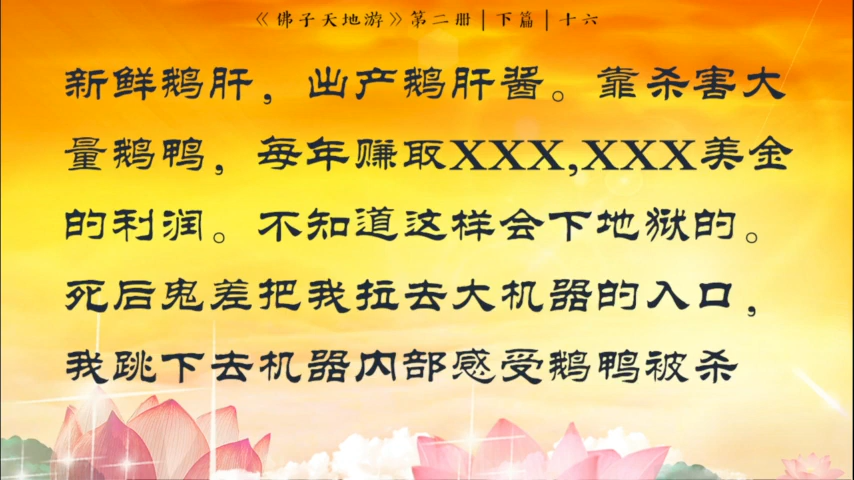 《佛子天地游》第二册|下篇|十六
新鲜鹅肝，出产鹅肝酱。靠杀害大
量鹅鸭，每年赚取XXX,XXX美金
的利润。不知道这样会下地狱的。
死后鬼差把我拉去大机器的入口，
我跳下去机器内部感受鹅鸭被杀